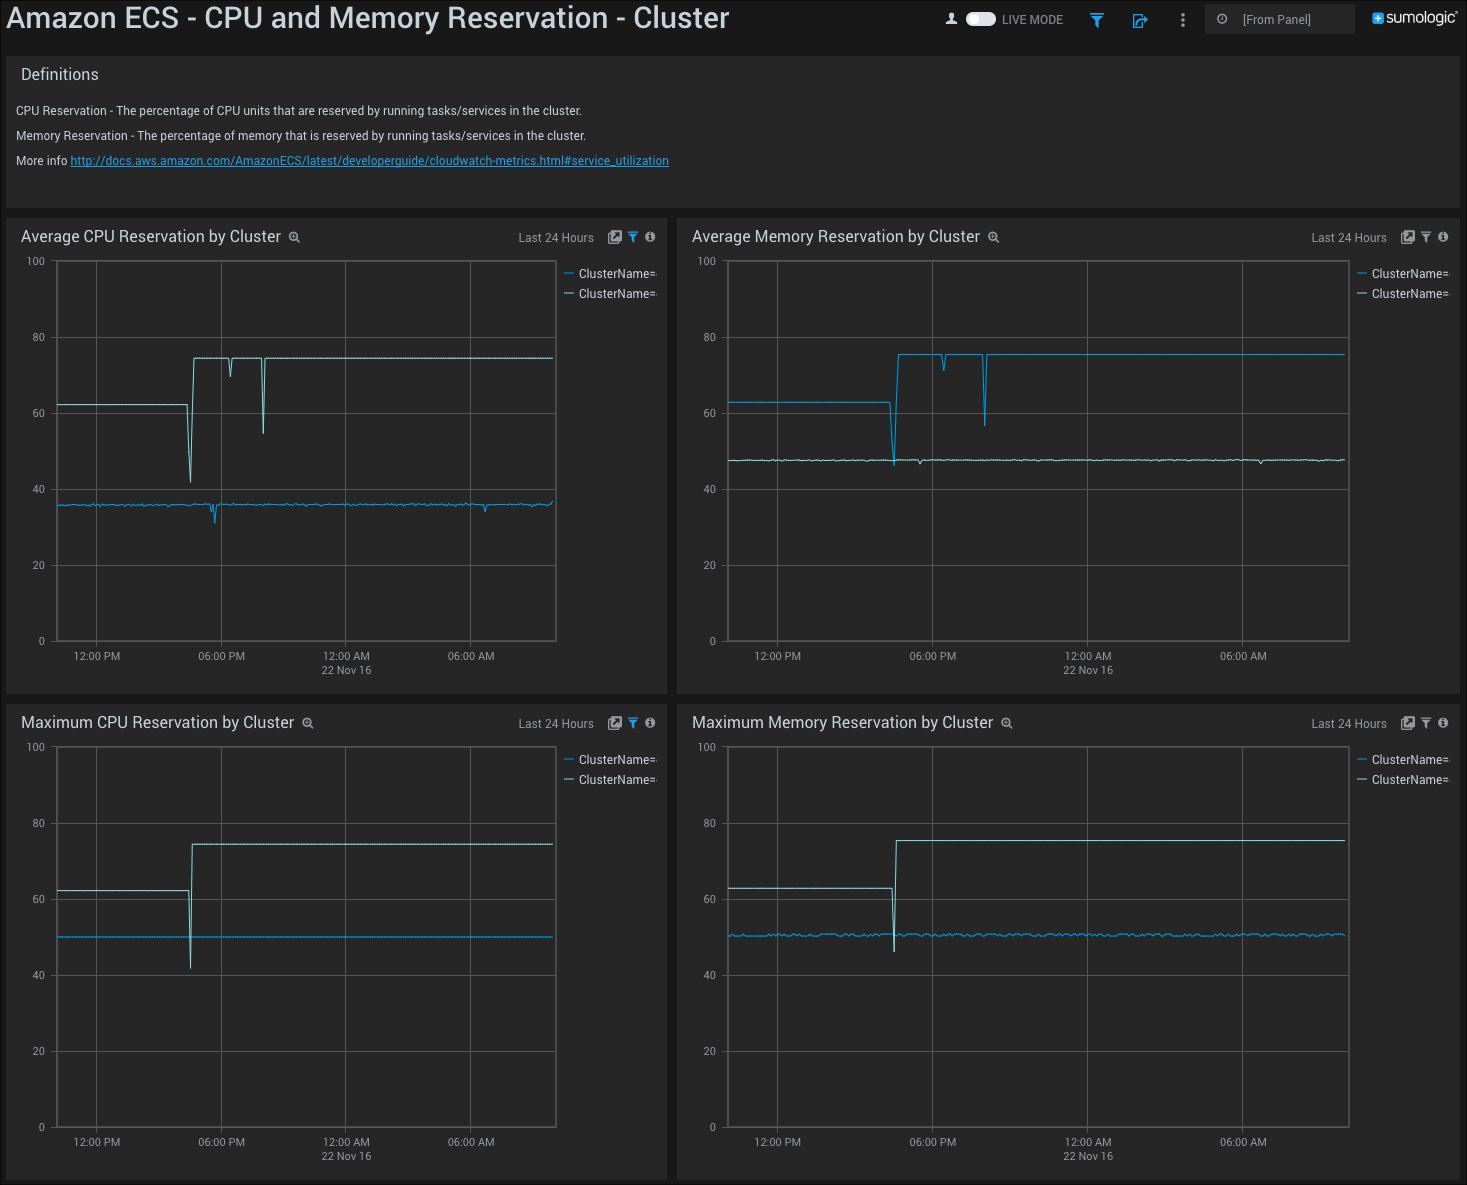 Amazon ECS - CPU and Memory Reservation - Cluster
LIVE MODE
[From Panel]
sumologic
Definitions
CPU Reservation - The percentage of CPU units that are reserved by running tasks/services in the cluster.
Memory Reservation - The percentage of memory that is reserved by running tasks/services in the cluster.
More info http://docs.aws.amazon.com/AmazonECS/latest/developerguide/cloudwatch-metrics.html#service_utilization
Average CPU Reservation by Cluster
Last 24 Hours
100
80
60
40
20
0
12:00 PM
06:00 PM
12:00 AM
22 Nov 16
06:00 AM
ClusterName=
ClusterName=
Average Memory Reservation by Cluster
Last 24 Hours
100
80
60
40
20
0
12:00 PM
06:00 PM
12:00 AM
22 Nov 16
06:00 AM
ClusterName=
ClusterName=
Maximum CPU Reservation by Cluster
Last 24 Hours
100
80
60
40
20
0
12:00 PM
06:00 PM
12:00 AM
22 Nov 16
06:00 AM
ClusterName=
ClusterName=
Maximum Memory Reservation by Cluster
Last 24 Hours
100
80
60
40
20
0
12:00 PM
06:00 PM
12:00 AM
22 Nov 16
06:00 AM
ClusterName=
ClusterName=